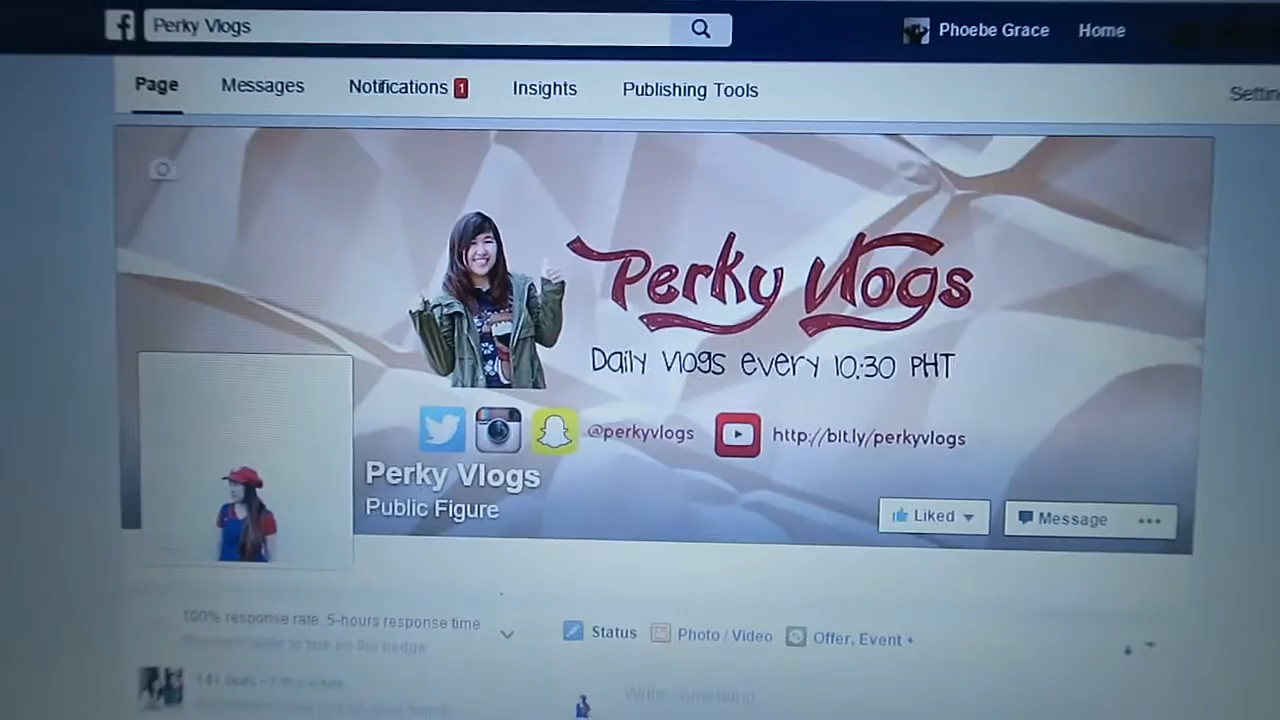 f Perky Vlogs Phoebe Grace Home
Page Messages Notifications 1 Insights Publishing Tools
Perky Vlogs
Daily Vlogs every 10:30 PHT
@perkyvlogs http://bit.ly/perkyvlogs
Perky Vlogs
Public Figure
Liked Message
100% response rate, 5-hours response time
Status Photo / Video Offer, Event +
Write something